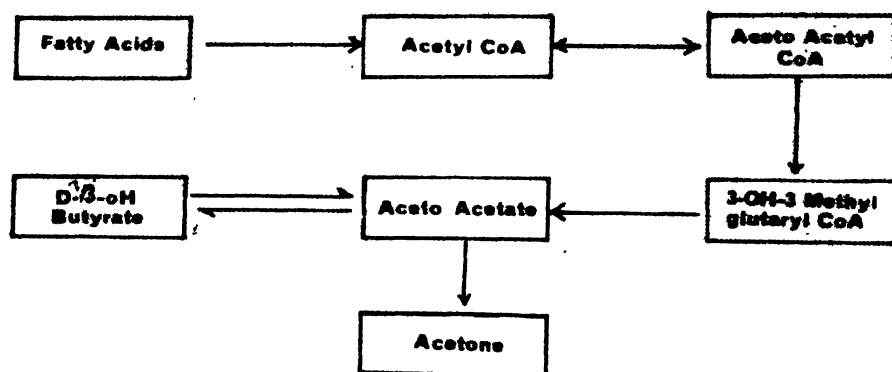 Fatty Acids
Acetyl CoA
Aceto Acetyl
CoA
D-β-oH
Butyrate
Aceto Acetate
3-OH-3 Methyl
glutaryl CoA
Acetone